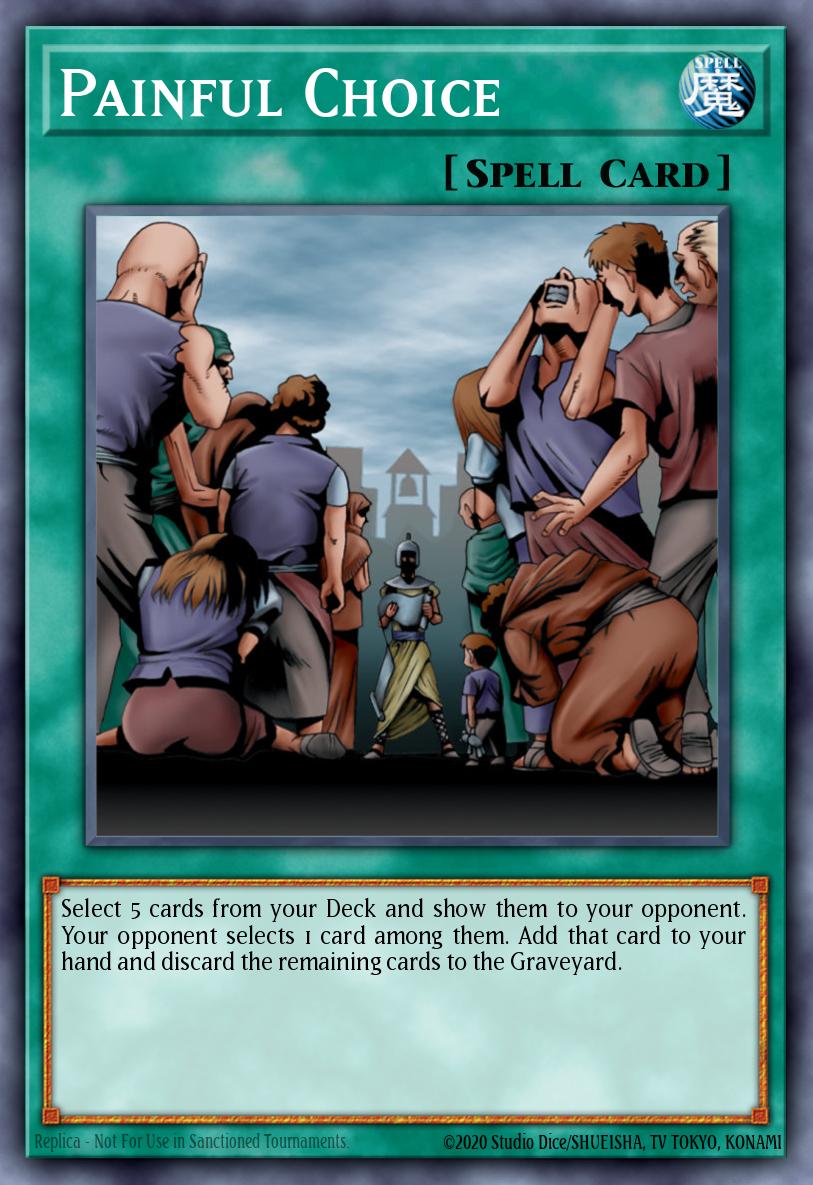 Painful Choice
SPELL
魔
[ Spell Card ]
Select 5 cards from your Deck and show them to your opponent.
Your opponent selects 1 card among them. Add that card to your
hand and discard the remaining cards to the Graveyard.
Replica - Not For Use in Sanctioned Tournaments.
©2020 Studio Dice/SHUEISHA, TV TOKYO, KONAMI